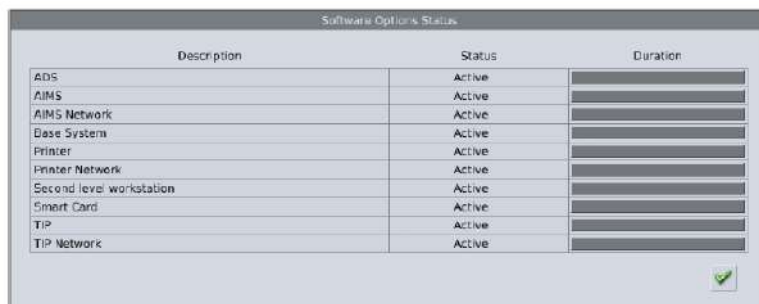 Software Options Status
Description Status Duration
ADS Active
AIMS Active
AIMS Network Active
Base System Active
Printer Active
Printer Network Active
Second level workstation Active
Smart Card Active
TIP Active
TIP Network Active